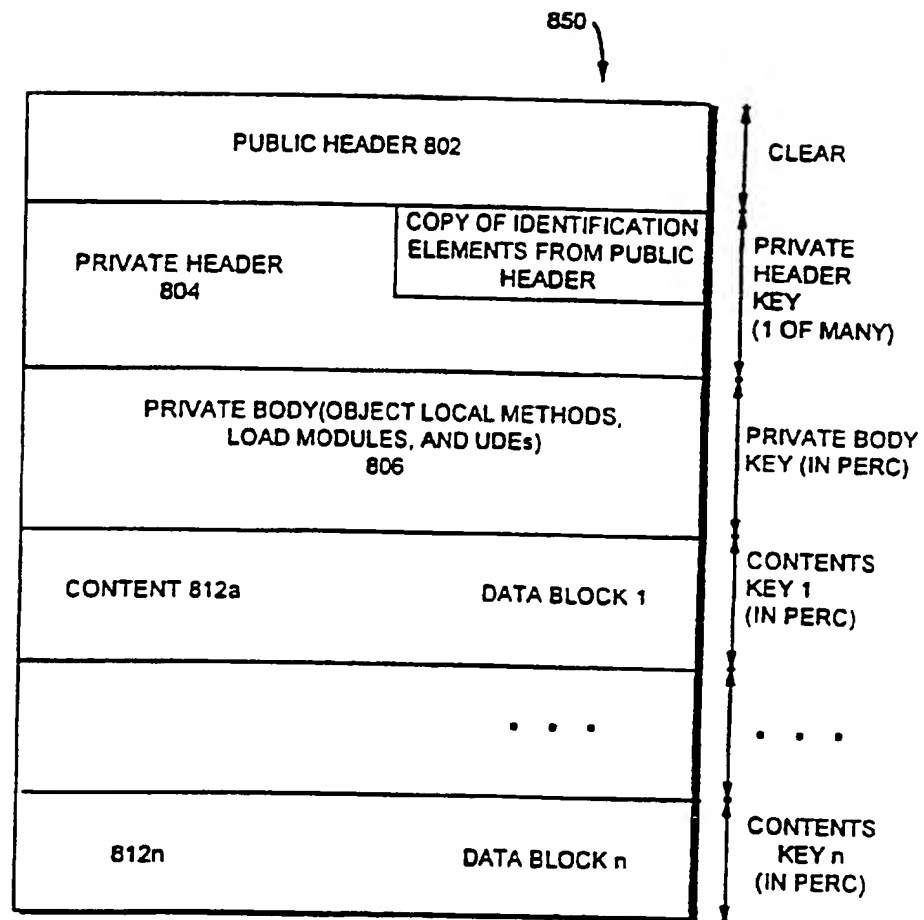 850
PUBLIC HEADER 802
CLEAR
PRIVATE HEADER
804
COPY OF IDENTIFICATION
ELEMENTS FROM PUBLIC
HEADER
PRIVATE
HEADER
KEY
(1 OF MANY)
PRIVATE BODY(OBJECT LOCAL METHODS,
LOAD MODULES, AND UDEs)
806
PRIVATE BODY
KEY (IN PERC)
CONTENT 812a
DATA BLOCK 1
CONTENTS
KEY 1
(IN PERC)
. . .
. . .
812n
DATA BLOCK n
CONTENTS
KEY n
(IN PERC)